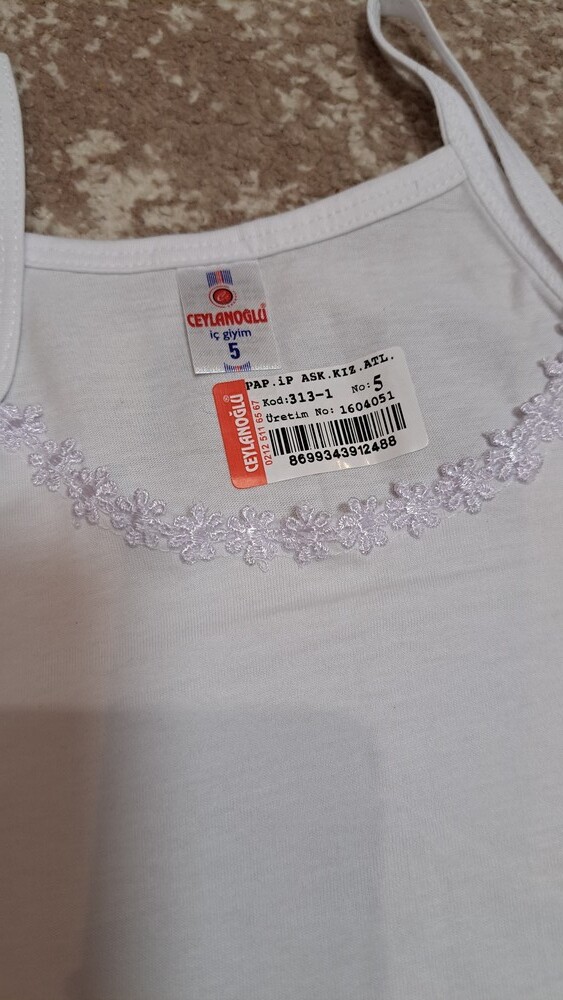 CEYLANOĞLU®
iç giyim
5
CEYLANOĞLU®
0212 511 65 67
PAP.İP ASK.KIZ.ATL.
Kod:313-1 No:5
Üretim No: 1604051
8699343912488